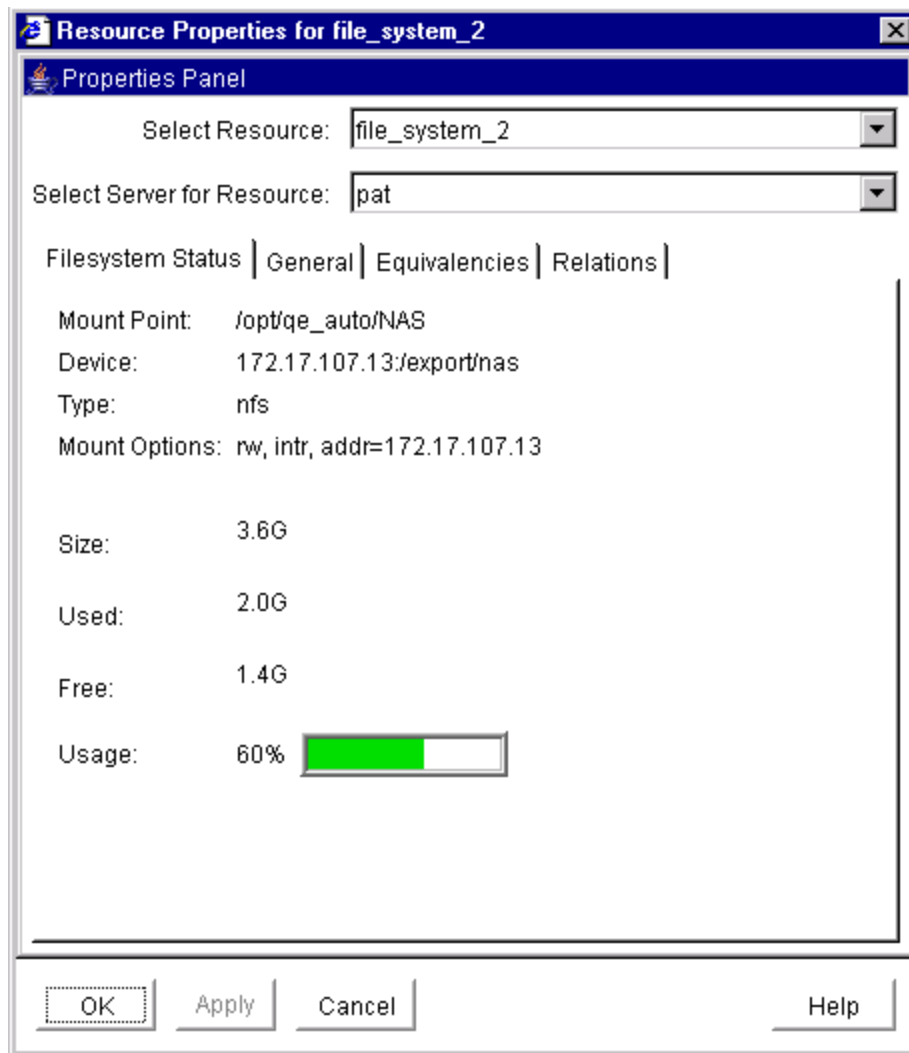 Resource Properties for file_system_2
Properties Panel
Select Resource: file_system_2
Select Server for Resource: pat
Filesystem Status General Equivalencies Relations
Mount Point: /opt/qe_auto/NAS
Device: 172.17.107.13:/export/nas
Type: nfs
Mount Options: rw, intr, addr=172.17.107.13
Size: 3.6G
Used: 2.0G
Free: 1.4G
Usage: 60%
OK Apply Cancel Help